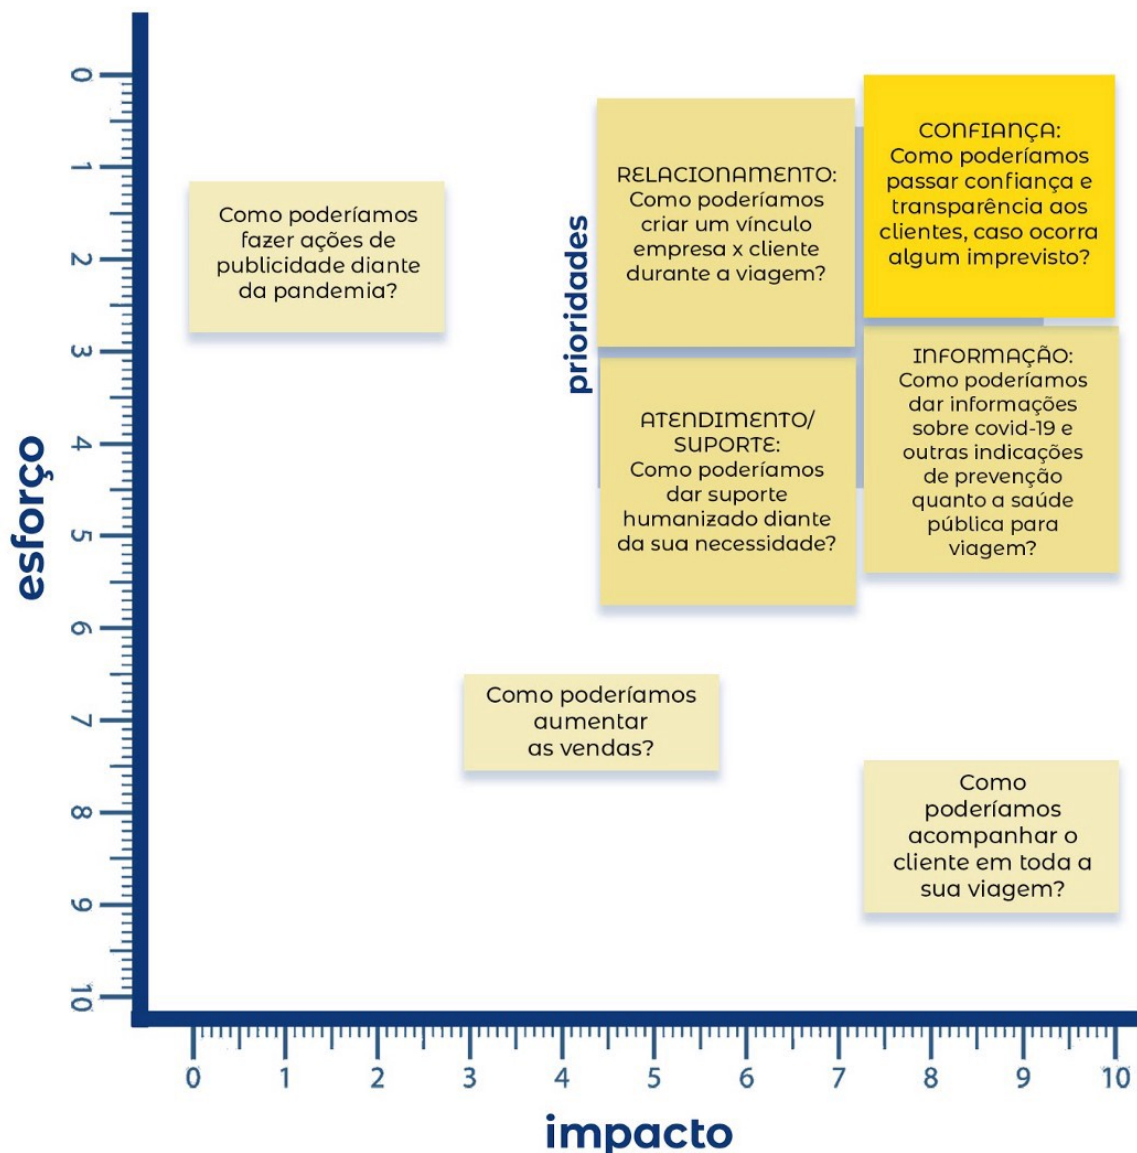 0
1
2
3
4
5
6
7
8
9
10
esforço
Como poderíamos
fazer ações de
publicidade diante
da pandemia?
prioridades
RELACIONAMENTO:
Como poderíamos
criar um vínculo
empresa x cliente
durante a viagem?
CONFIANÇA:
Como poderíamos
passar confiança e
transparência aos
clientes, caso ocorra
algum imprevisto?
ATENDIMENTO/
SUPORTE:
Como poderíamos
dar suporte
humanizado diante
da sua necessidade?
INFORMAÇÃO:
Como poderíamos
dar informações
sobre covid-19 e
outras indicações
de prevenção
quanto a saúde
pública para
viagem?
Como poderíamos
aumentar
as vendas?
Como
poderíamos
acompanhar o
cliente em toda a
sua viagem?
0 1 2 3 4 5 6 7 8 9 10
impacto